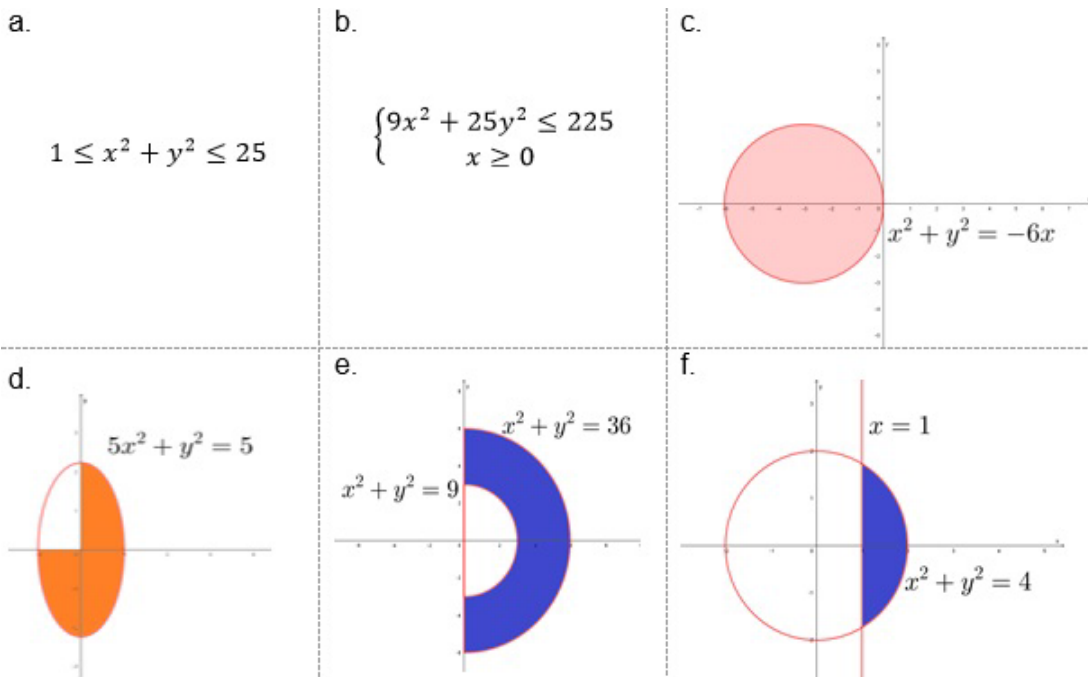 a.
1 ≤ x² + y² ≤ 25
b.
{9x² + 25y² ≤ 225
x ≥ 0
c.
x² + y² = −6x
d.
5x² + y² = 5
e.
x² + y² = 36
x² + y² = 9
f.
x = 1
x² + y² = 4